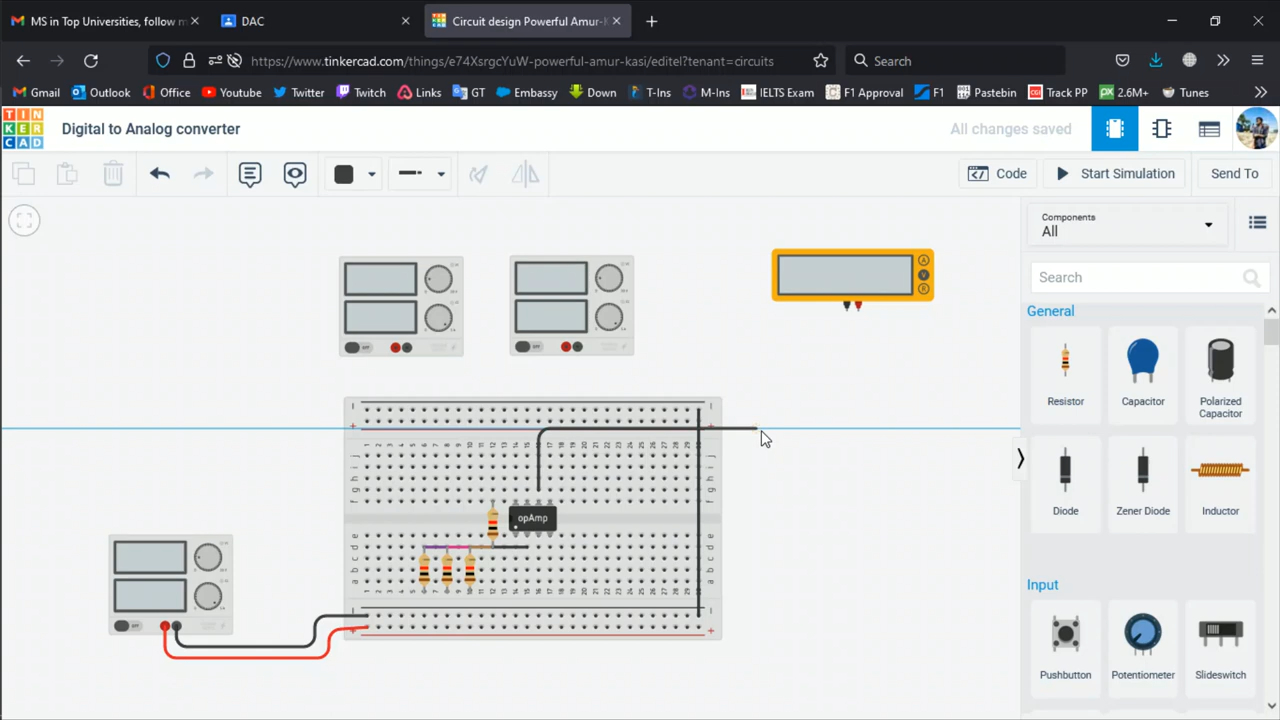 MS in Top Universities, follow m
DAC
Circuit design Powerful Amur-K
https://www.tinkercad.com/things/e74XsrgcYuW-powerful-amur-kasi/editel?tenant=circuits
Search
Gmail
Outlook
Office
Youtube
Twitter
Twitch
Links
GT
Embassy
Down
T-Ins
M-Ins
IELTS Exam
F1 Approval
F1
Pastebin
Track PP
2.6M+
Tunes
TIN
KER
CAD
Digital to Analog converter
All changes saved
Code
Start Simulation
Send To
Components
All
Search
General
Resistor
Capacitor
Polarized
Capacitor
Diode
Zener Diode
Inductor
Input
Pushbutton
Potentiometer
Slideswitch
A
V
R
opAmp
OFF
OFF
OFF